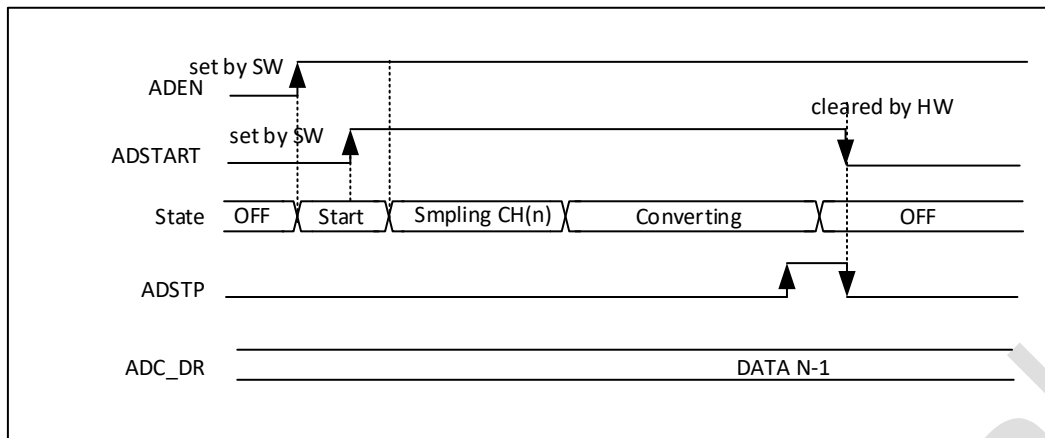 set by SW
ADEN
cleared by HW
set by SW
ADSTART
State OFF Start Smpling CH(n) Converting OFF
ADSTP
ADC_DR DATA N-1